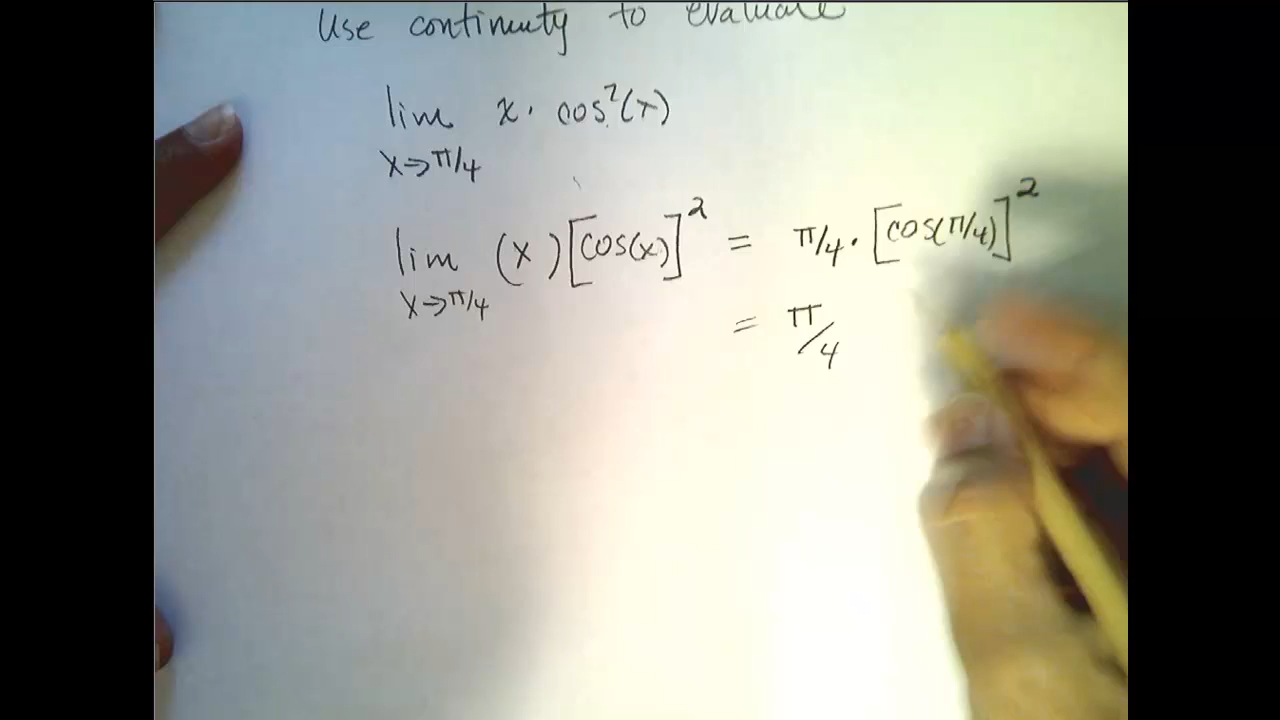 Use continuity to evaluate
lim x · cos²(x)
x→π/4
lim (x)[cos(x)]² = π/4 · [cos(π/4)]²
x→π/4
= π/4